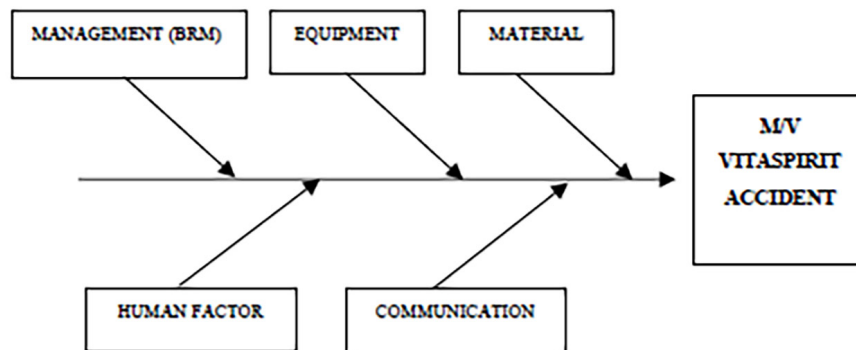 MANAGEMENT (BRM)
EQUIPMENT
MATERIAL
M/V
VITASPIRIT
ACCIDENT
HUMAN FACTOR
COMMUNICATION